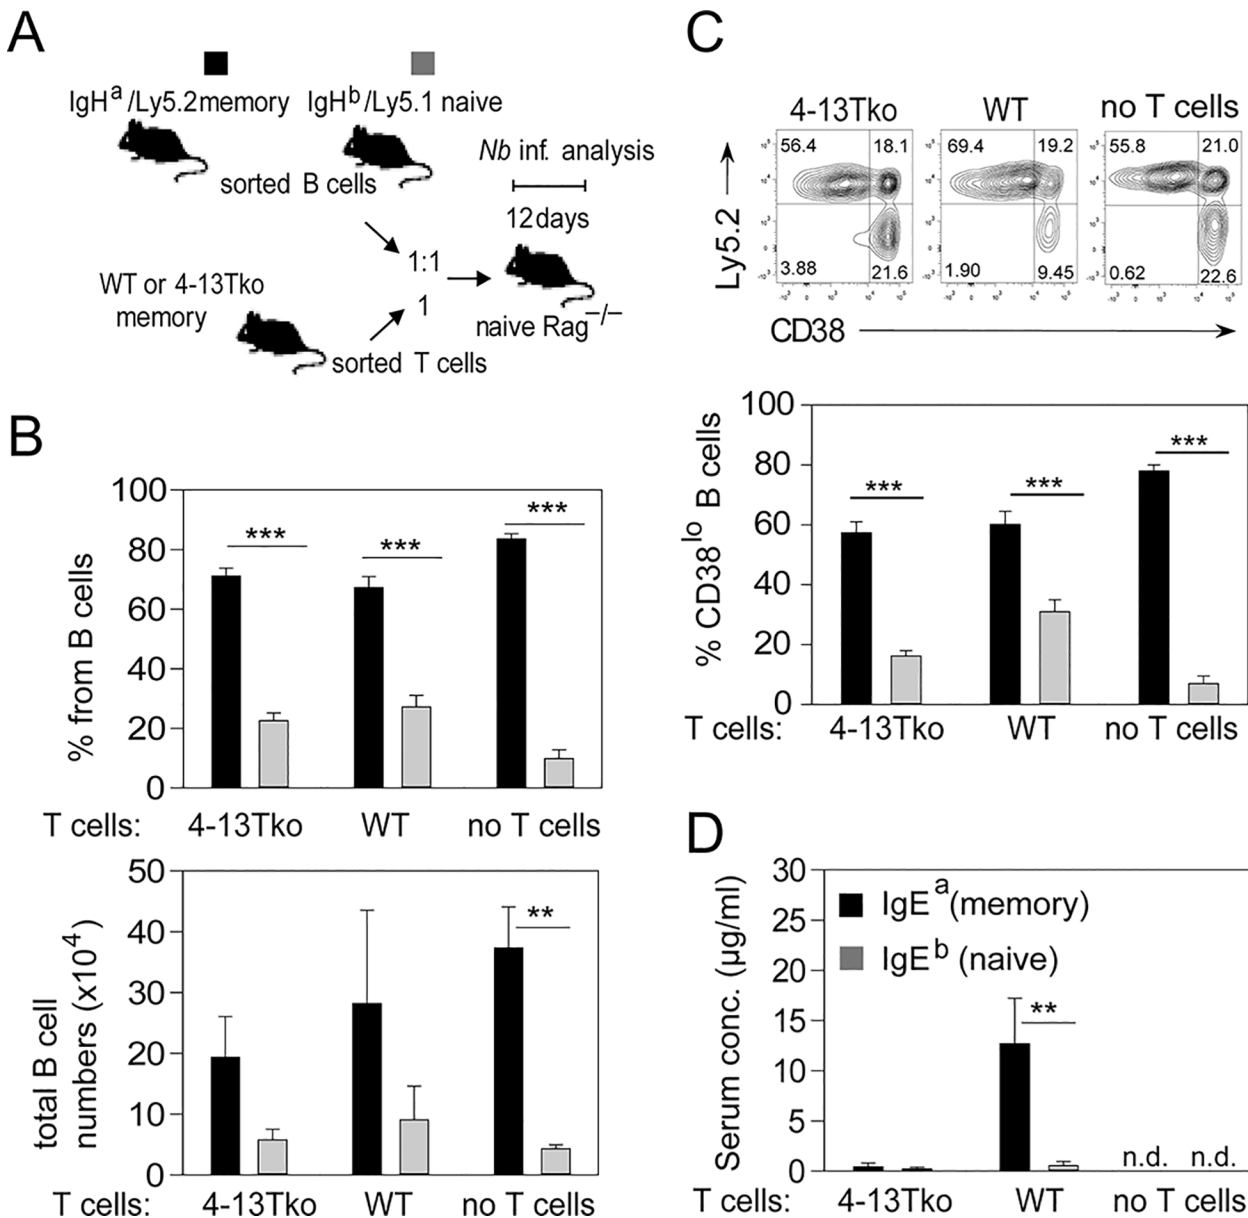 A
IgHa/Ly5.2 memory
IgHb/Ly5.1 naive
Nb inf. analysis
sorted B cells
12 days
1:1
WT or 4-13Tko
memory
1
naive Rag–/–
sorted T cells
B
100
80
60
40
20
0
% from B cells
***
***
***
T cells: 4-13Tko WT no T cells
50
40
30
20
10
0
total B cell
numbers (x104)
**
T cells: 4-13Tko WT no T cells
C
4-13Tko WT no T cells
56.4 18.1
3.88 21.6
69.4 19.2
1.90 9.45
55.8 21.0
0.62 22.6
Ly5.2
CD38
100
80
60
40
20
0
% CD38lo B cells
***
***
***
T cells: 4-13Tko WT no T cells
D
30
25
20
15
10
5
0
Serum conc. (µg/ml)
IgEa (memory)
IgEb (naive)
**
n.d. n.d.
T cells: 4-13Tko WT no T cells